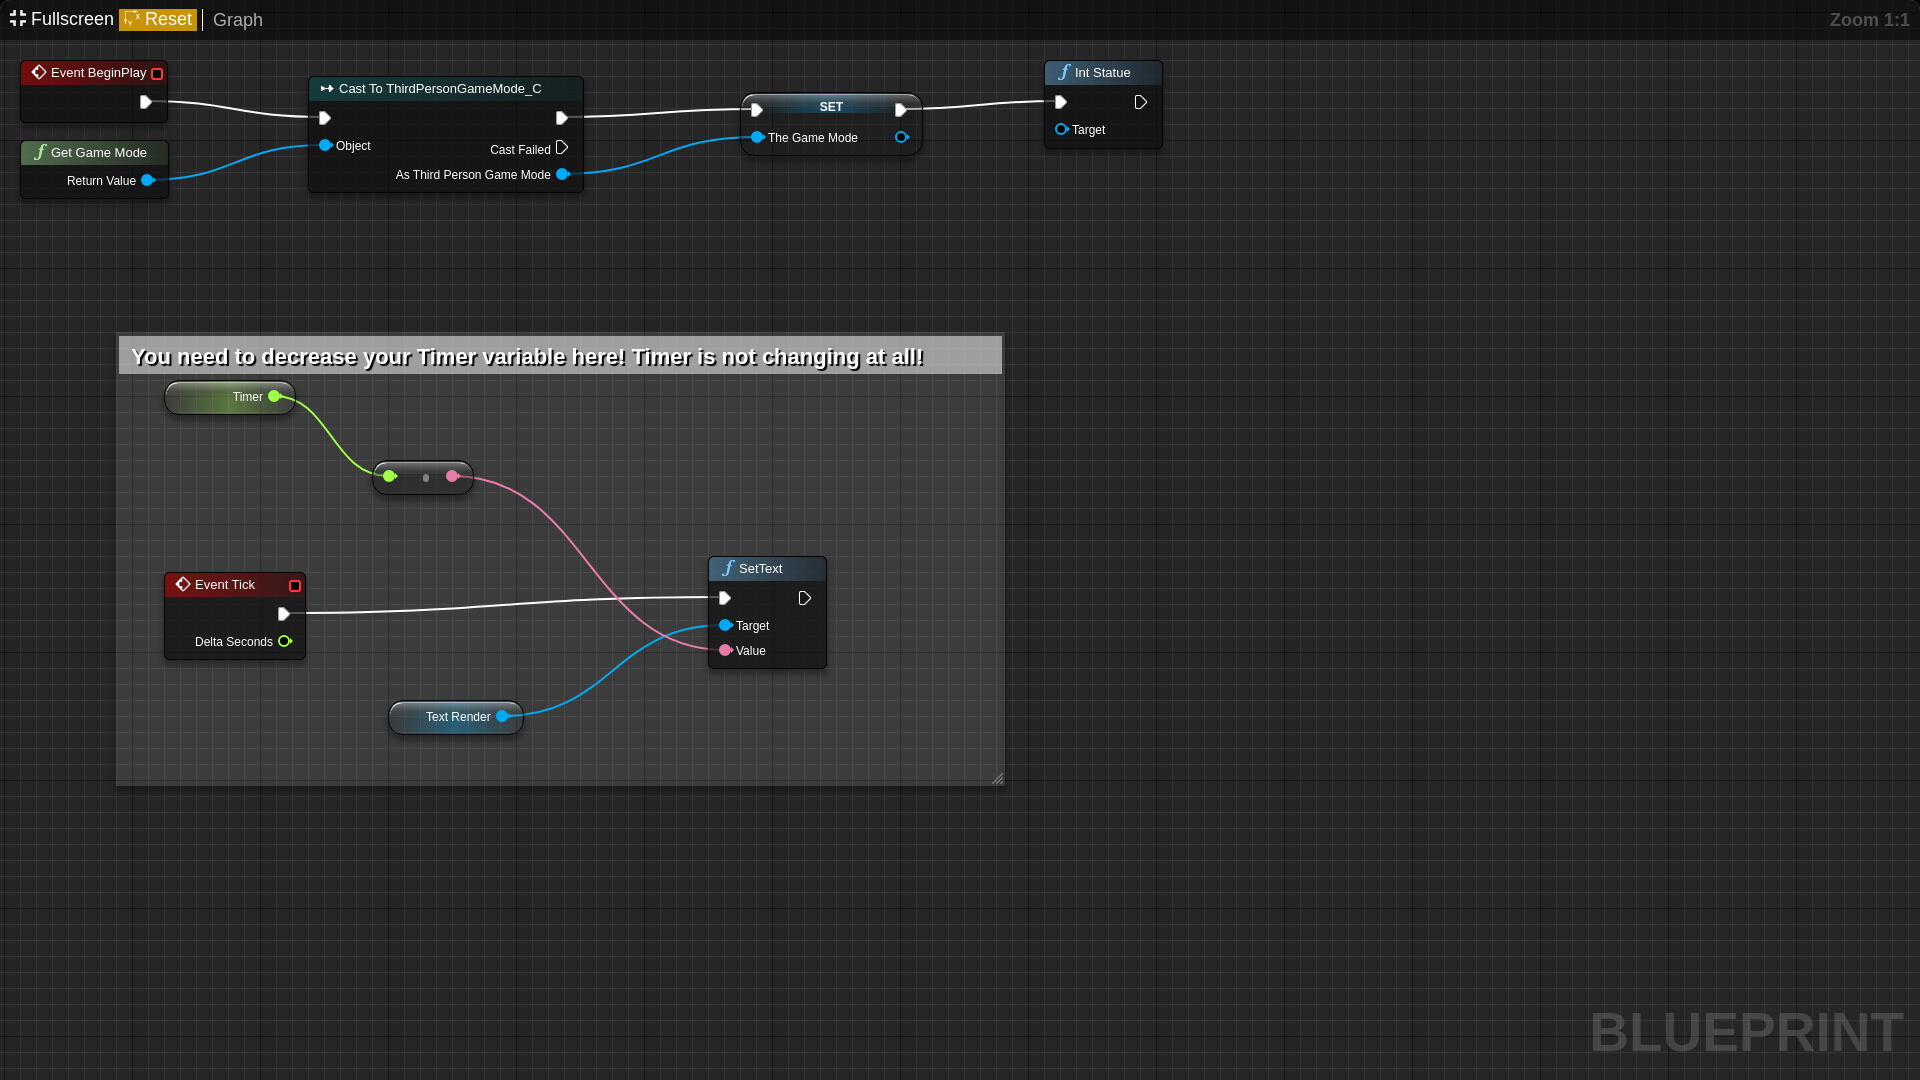 Fullscreen Reset Graph Zoom 1:1
Event BeginPlay
Get Game Mode
Return Value
Cast To ThirdPersonGameMode_C
Object
Cast Failed
As Third Person Game Mode
SET
The Game Mode
Int Statue
Target
You need to decrease your Timer variable here! Timer is not changing at all!
Timer
Event Tick
Delta Seconds
SetText
Target
Value
Text Render
BLUEPRINT